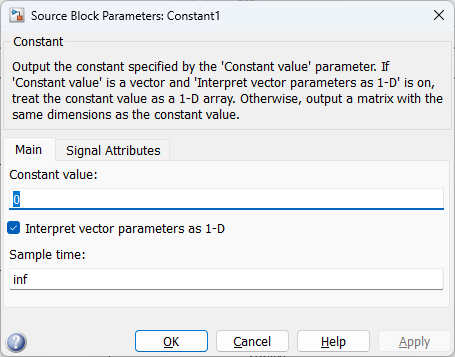 Source Block Parameters: Constant1
Constant
Output the constant specified by the 'Constant value' parameter. If
'Constant value' is a vector and 'Interpret vector parameters as 1-D' is on,
treat the constant value as a 1-D array. Otherwise, output a matrix with the
same dimensions as the constant value.
Main Signal Attributes
Constant value:
0
Interpret vector parameters as 1-D
Sample time:
inf
? OK Cancel Help Apply